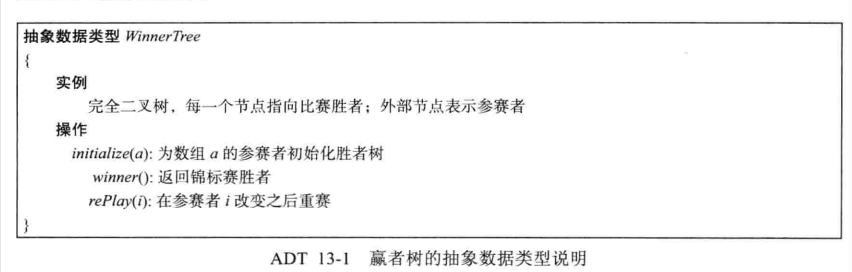 抽象数据类型 WinnerTree
{
实例
完全二叉树，每一个节点指向比赛胜者；外部节点表示参赛者
操作
initialize(a): 为数组 a 的参赛者初始化胜者树
winner(): 返回锦标赛胜者
rePlay(i): 在参赛者 i 改变之后重赛
}
ADT 13-1 赢者树的抽象数据类型说明